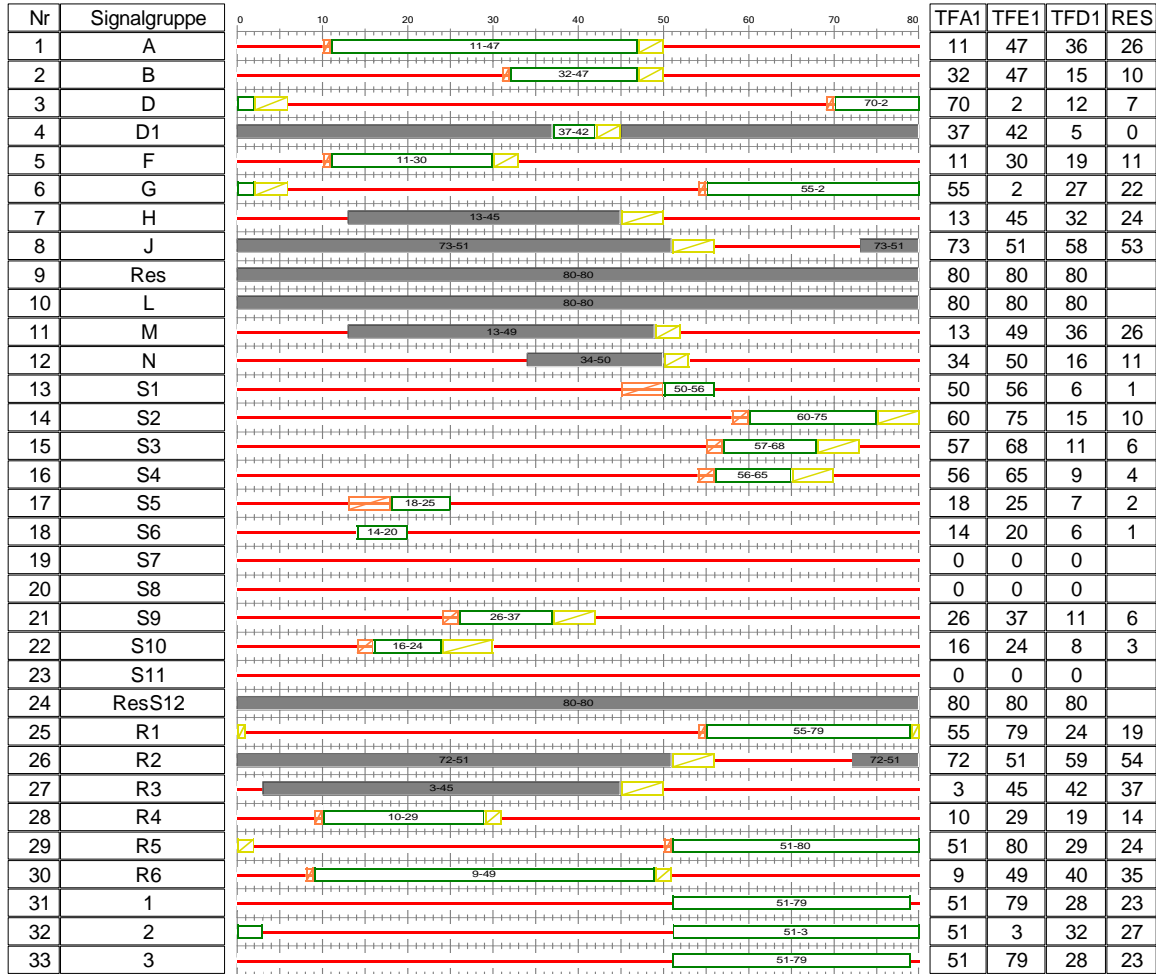 Nr Signalgruppe 10 20 30 40 50 60 70 80 TFA1 TFE1 TFD1 RES
1 A 11-47 11 47 36 26
2 B 32-47 32 47 15 10
3 D 70-2 70 2 12 7
4 D1 37-42 37 42 5 0
5 F 11-30 11 30 19 11
6 G 55-2 55 2 27 22
7 H 13-45 13 45 32 24
8 J 73-51 73-51 73 51 58 53
9 Res 80-80 80 80 80
10 L 80-80 80 80 80
11 M 13-49 13 49 36 26
12 N 34-50 34 50 16 11
13 S1 50-56 50 56 6 1
14 S2 60-75 60 75 15 10
15 S3 57-68 57 68 11 6
16 S4 56-65 56 65 9 4
17 S5 18-25 18 25 7 2
18 S6 14-20 14 20 6 1
19 S7 0 0 0
20 S8 0 0 0
21 S9 26-37 26 37 11 6
22 S10 16-24 16 24 8 3
23 S11 0 0 0
24 ResS12 80-80 80 80 80
25 R1 55-79 55 79 24 19
26 R2 72-51 72-51 72 51 59 54
27 R3 3-45 3 45 42 37
28 R4 10-29 10 29 19 14
29 R5 51-80 51 80 29 24
30 R6 9-49 9 49 40 35
31 1 51-79 51 79 28 23
32 2 51-3 51 3 32 27
33 3 51-79 51 79 28 23